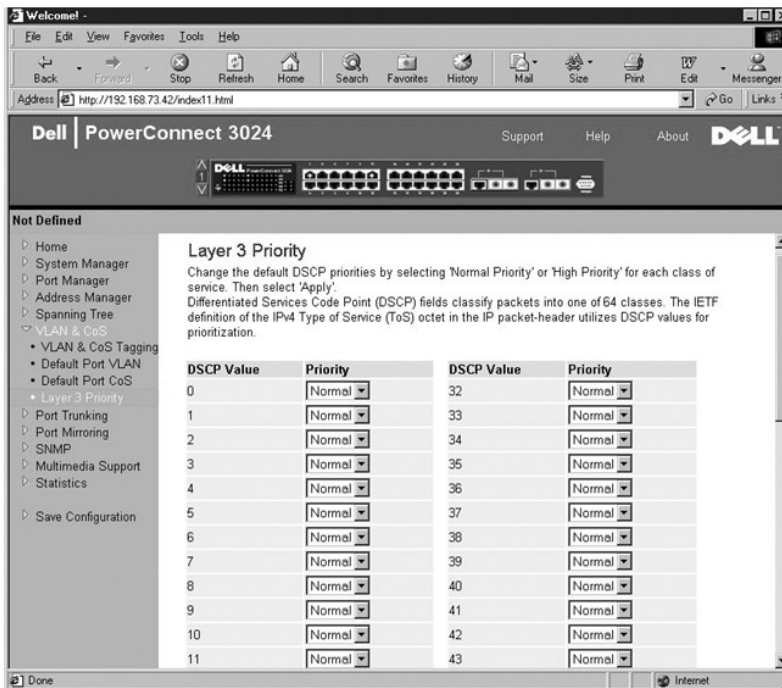 Welcome! -
File Edit View Favorites Tools Help
Back Forward Stop Refresh Home Search Favorites History Mail Size Print Edit Messenger
Address http://192.168.73.42/index11.html Go Links
Dell | PowerConnect 3024 Support Help About DELL
1 DELL
Not Defined
Home
System Manager
Port Manager
Address Manager
Spanning Tree
VLAN & CoS
• VLAN & CoS Tagging
• Default Port VLAN
• Default Port CoS
• Layer 3 Priority
Port Trunking
Port Mirroring
SNMP
Multimedia Support
Statistics
Save Configuration
Layer 3 Priority
Change the default DSCP priorities by selecting 'Normal Priority' or 'High Priority' for each class of
service. Then select 'Apply'.
Differentiated Services Code Point (DSCP) fields classify packets into one of 64 classes. The IETF
definition of the IPv4 Type of Service (ToS) octet in the IP packet-header utilizes DSCP values for
prioritization.
DSCP Value Priority DSCP Value Priority
0 Normal 32 Normal
1 Normal 33 Normal
2 Normal 34 Normal
3 Normal 35 Normal
4 Normal 36 Normal
5 Normal 37 Normal
6 Normal 38 Normal
7 Normal 39 Normal
8 Normal 40 Normal
9 Normal 41 Normal
10 Normal 42 Normal
11 Normal 43 Normal
Done Internet